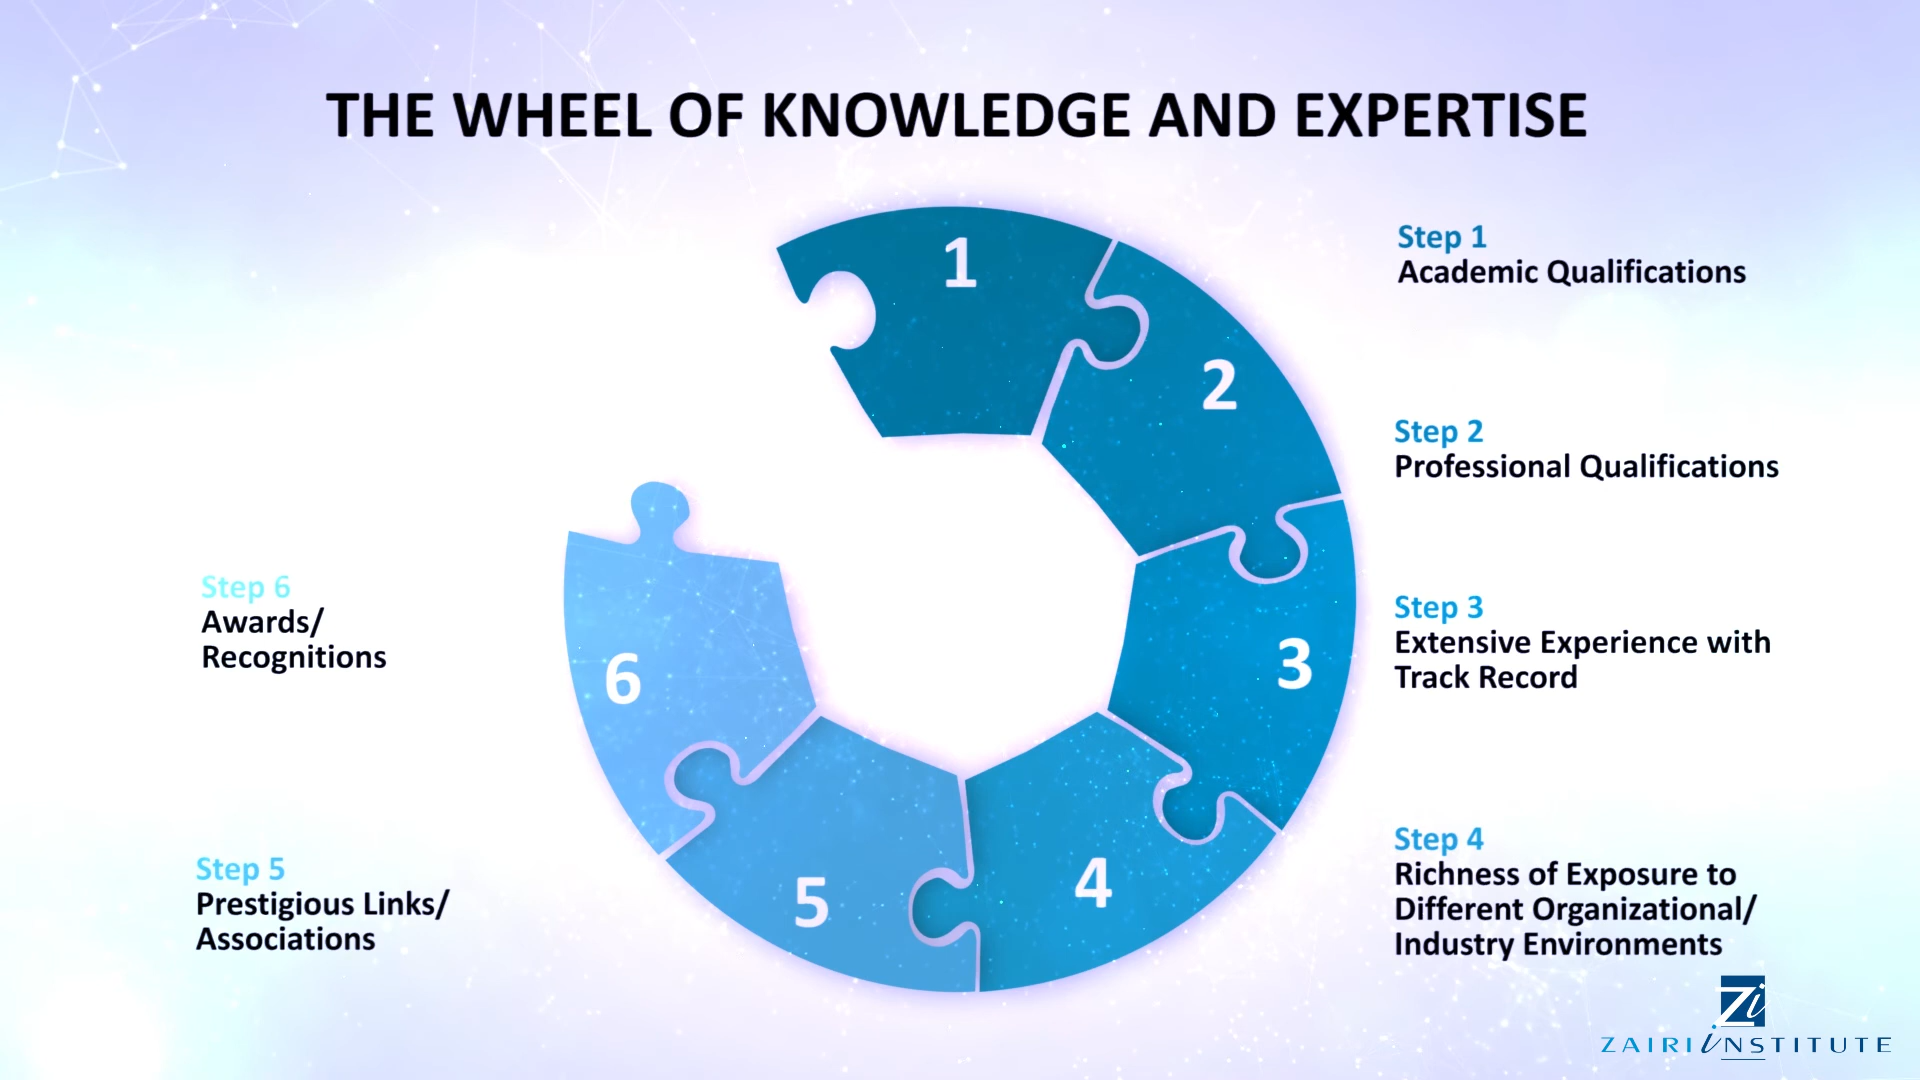 THE WHEEL OF KNOWLEDGE AND EXPERTISE
1
2
3
4
5
6
Step 1
Academic Qualifications
Step 2
Professional Qualifications
Step 3
Extensive Experience with
Track Record
Step 4
Richness of Exposure to
Different Organizational/
Industry Environments
Step 5
Prestigious Links/
Associations
Step 6
Awards/
Recognitions
Zi
ZAIRI iNSTITUTE